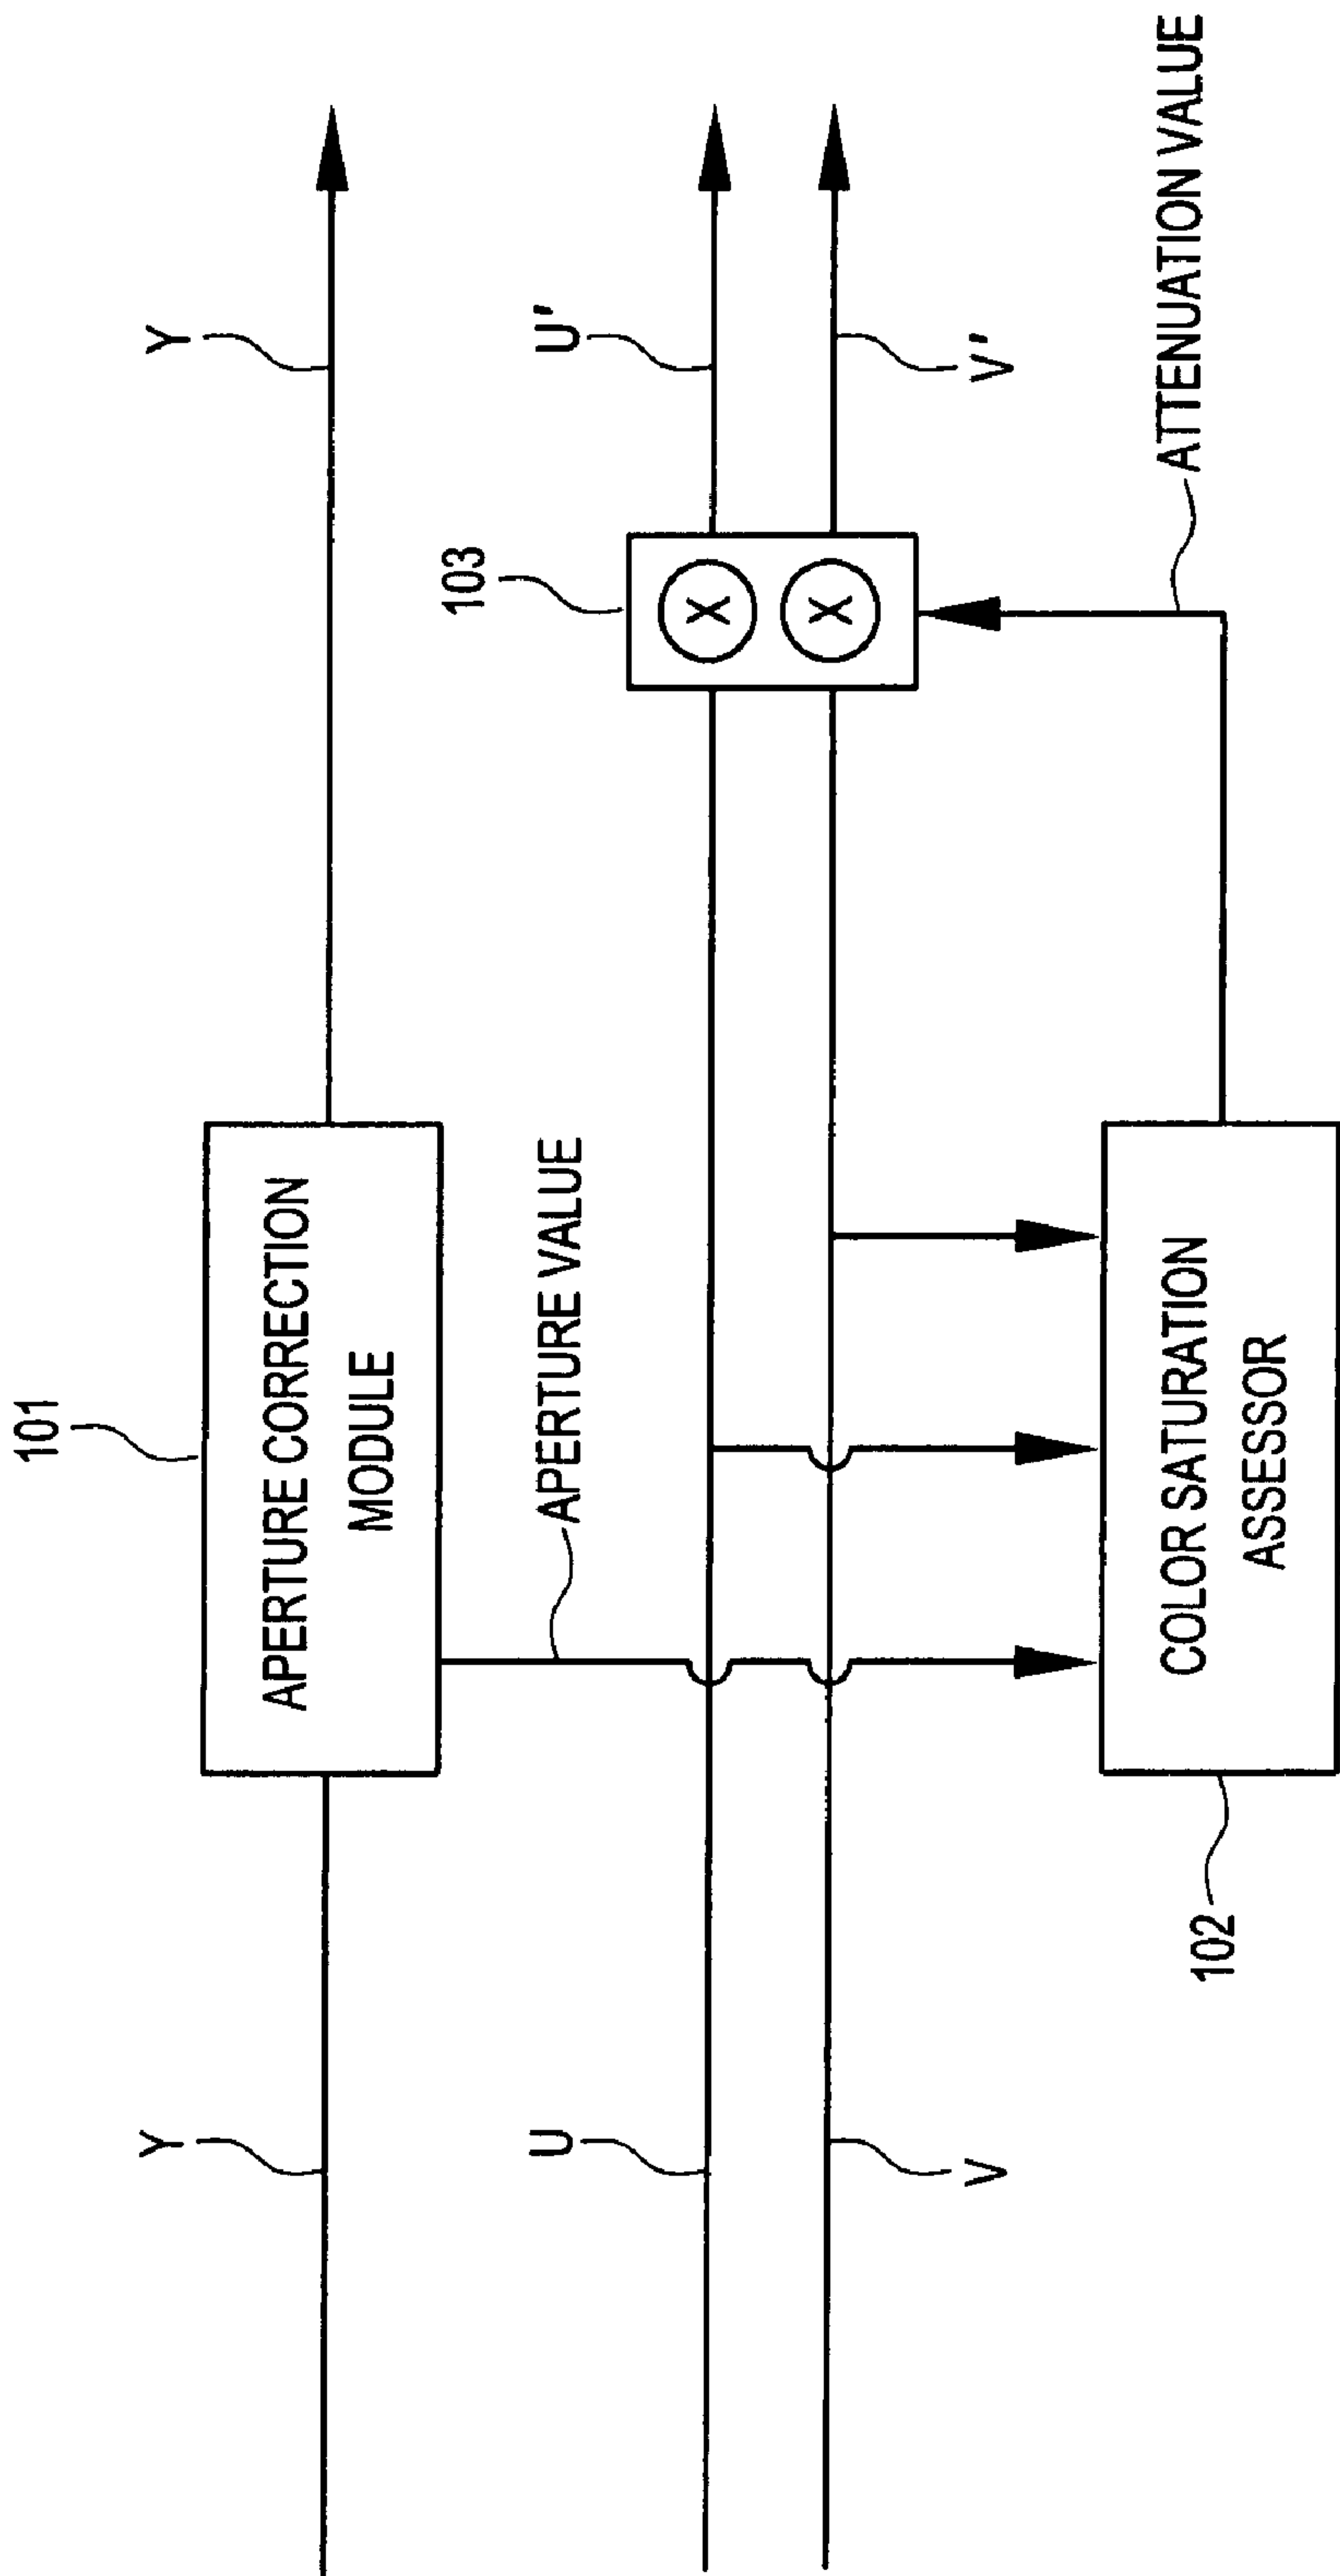 101
Y
APERTURE CORRECTION
MODULE
Y
APERTURE VALUE
103
U
U'
X
X
V
V'
102
COLOR SATURATION
ASSESSOR
ATTENUATION VALUE